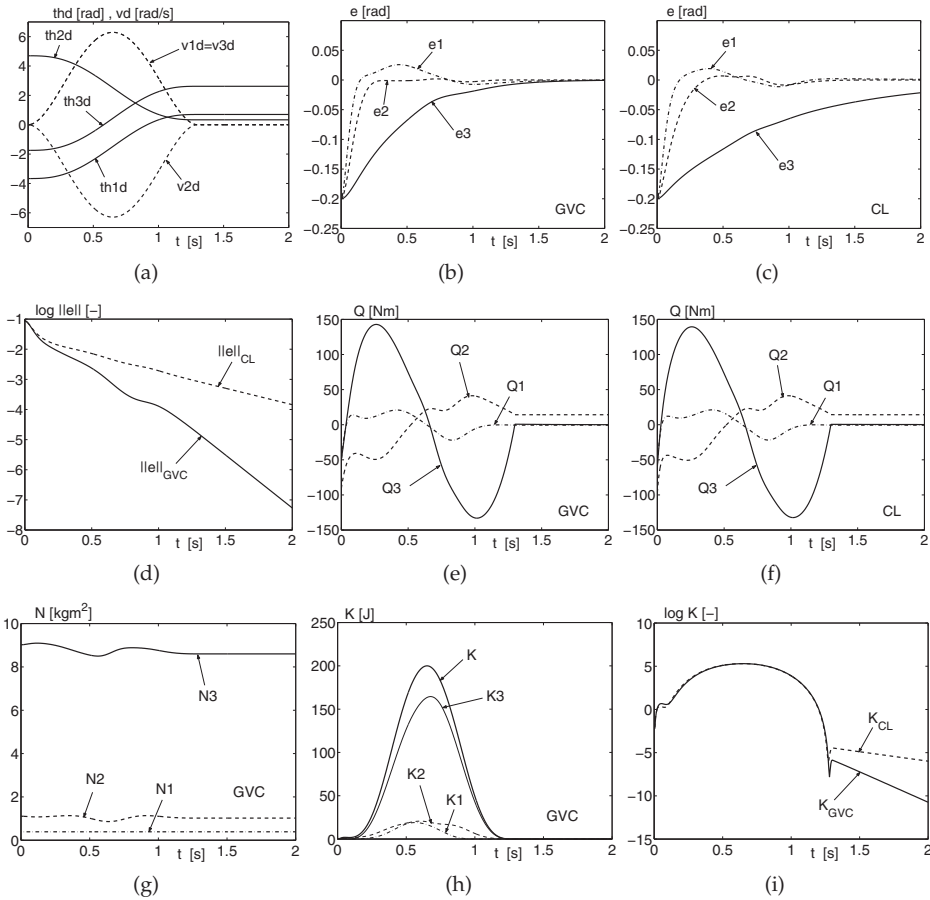 thd [rad] , vd [rad/s]
6
4
2
0
−2
−4
−6
th2d
v1d=v3d
th3d
th1d
v2d
0 0.5 1 1.5 2
t [s]
(a)
e [rad]
0.05
0
−0.05
−0.1
−0.15
−0.2
−0.25
e1
e2
e3
GVC
0 0.5 1 1.5 2
t [s]
(b)
e [rad]
0.05
0
−0.05
−0.1
−0.15
−0.2
−0.25
e1
e2
e3
CL
0 0.5 1 1.5 2
t [s]
(c)
log ||e|| [−]
−1
−2
−3
−4
−5
−6
−7
−8
||e||CL
||e||GVC
0 0.5 1 1.5 2
t [s]
(d)
Q [Nm]
150
100
50
0
−50
−100
−150
Q2
Q1
Q3
GVC
0 0.5 1 1.5 2
t [s]
(e)
Q [Nm]
150
100
50
0
−50
−100
−150
Q2
Q1
Q3
CL
0 0.5 1 1.5 2
t [s]
(f)
N [kgm²]
10
8
6
4
2
0
N3
N2
N1
GVC
0 0.5 1 1.5 2
t [s]
(g)
K [J]
250
200
150
100
50
0
K
K3
K2
K1
GVC
0 0.5 1 1.5 2
t [s]
(h)
log K [−]
10
5
0
−5
−10
−15
KCL
KGVC
0 0.5 1 1.5 2
t [s]
(i)